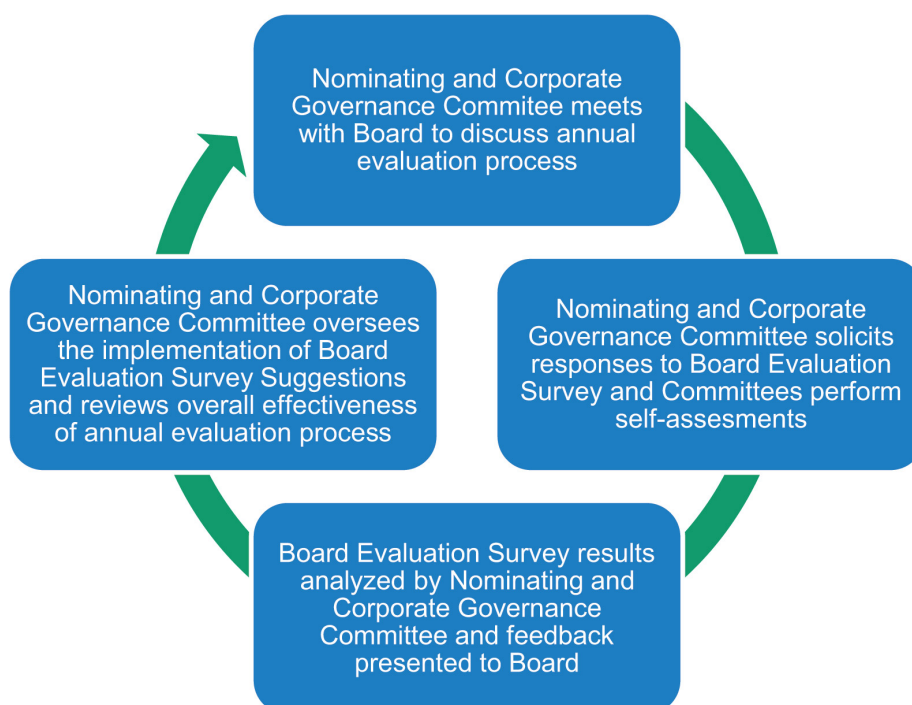 Nominating and Corporate
Governance Commitee meets
with Board to discuss annual
evaluation process
Nominating and Corporate
Governance Committee solicits
responses to Board Evaluation
Survey and Committees perform
self-assesments
Board Evaluation Survey results
analyzed by Nominating and
Corporate Governance
Committee and feedback
presented to Board
Nominating and Corporate
Governance Committee oversees
the implementation of Board
Evaluation Survey Suggestions
and reviews overall effectiveness
of annual evaluation process